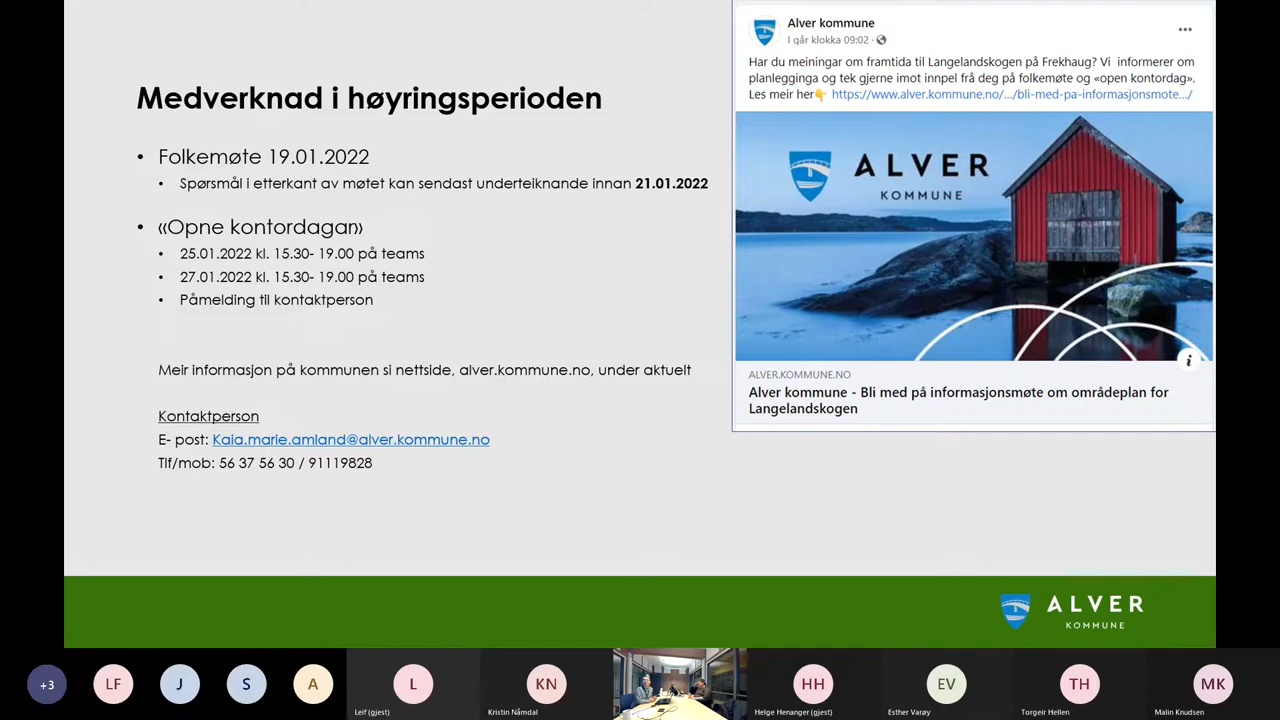 Medverknad i høyringsperioden
• Folkemøte 19.01.2022
• Spørsmål i etterkant av møtet kan sendast underteiknande innan 21.01.2022
• «Opne kontordagan»
• 25.01.2022 kl. 15.30- 19.00 på teams
• 27.01.2022 kl. 15.30- 19.00 på teams
• Påmelding til kontaktperson
Meir informasjon på kommunen si nettside, alver.kommune.no, under aktuelt
Kontaktperson
E- post: Kaia.marie.amland@alver.kommune.no
Tlf/mob: 56 37 56 30 / 91119828
Alver kommune
I går klokka 09:02 ·
Har du meiningar om framtida til Langelandskogen på Frekhaug? Vi informerer om
planlegginga og tek gjerne imot innpel frå deg på folkemøte og «open kontordag».
Les meir her👇 https://www.alver.kommune.no/.../bli-med-pa-informasjonsmote.../
ALVER
KOMMUNE
i
ALVER.KOMMUNE.NO
Alver kommune - Bli med på informasjonsmøte om områdeplan for
Langelandskogen
ALVER
KOMMUNE
+3
LF
J
S
A
L
Leif (gjest)
KN
Kristin Nåmdal
HH
Helge Henanger (gjest)
EV
Esther Varøy
TH
Torgeir Hellen
MK
Malin Knudsen